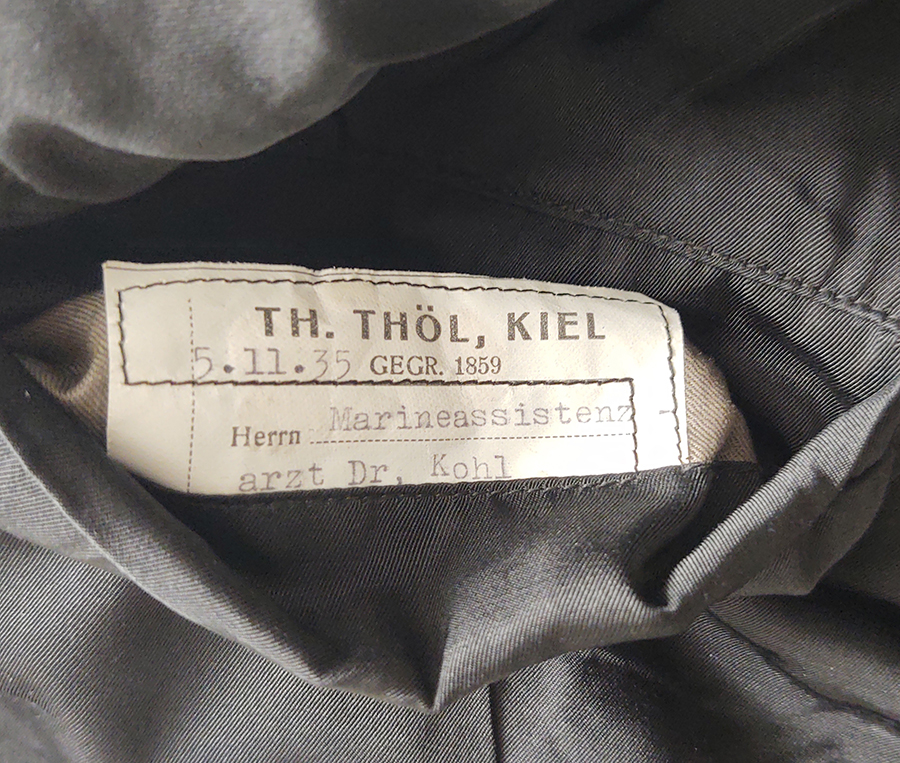 TH. THÖL, KIEL
5.11.35 GEGR. 1859
Herrn Marineassistenz-
arzt Dr, Kohl